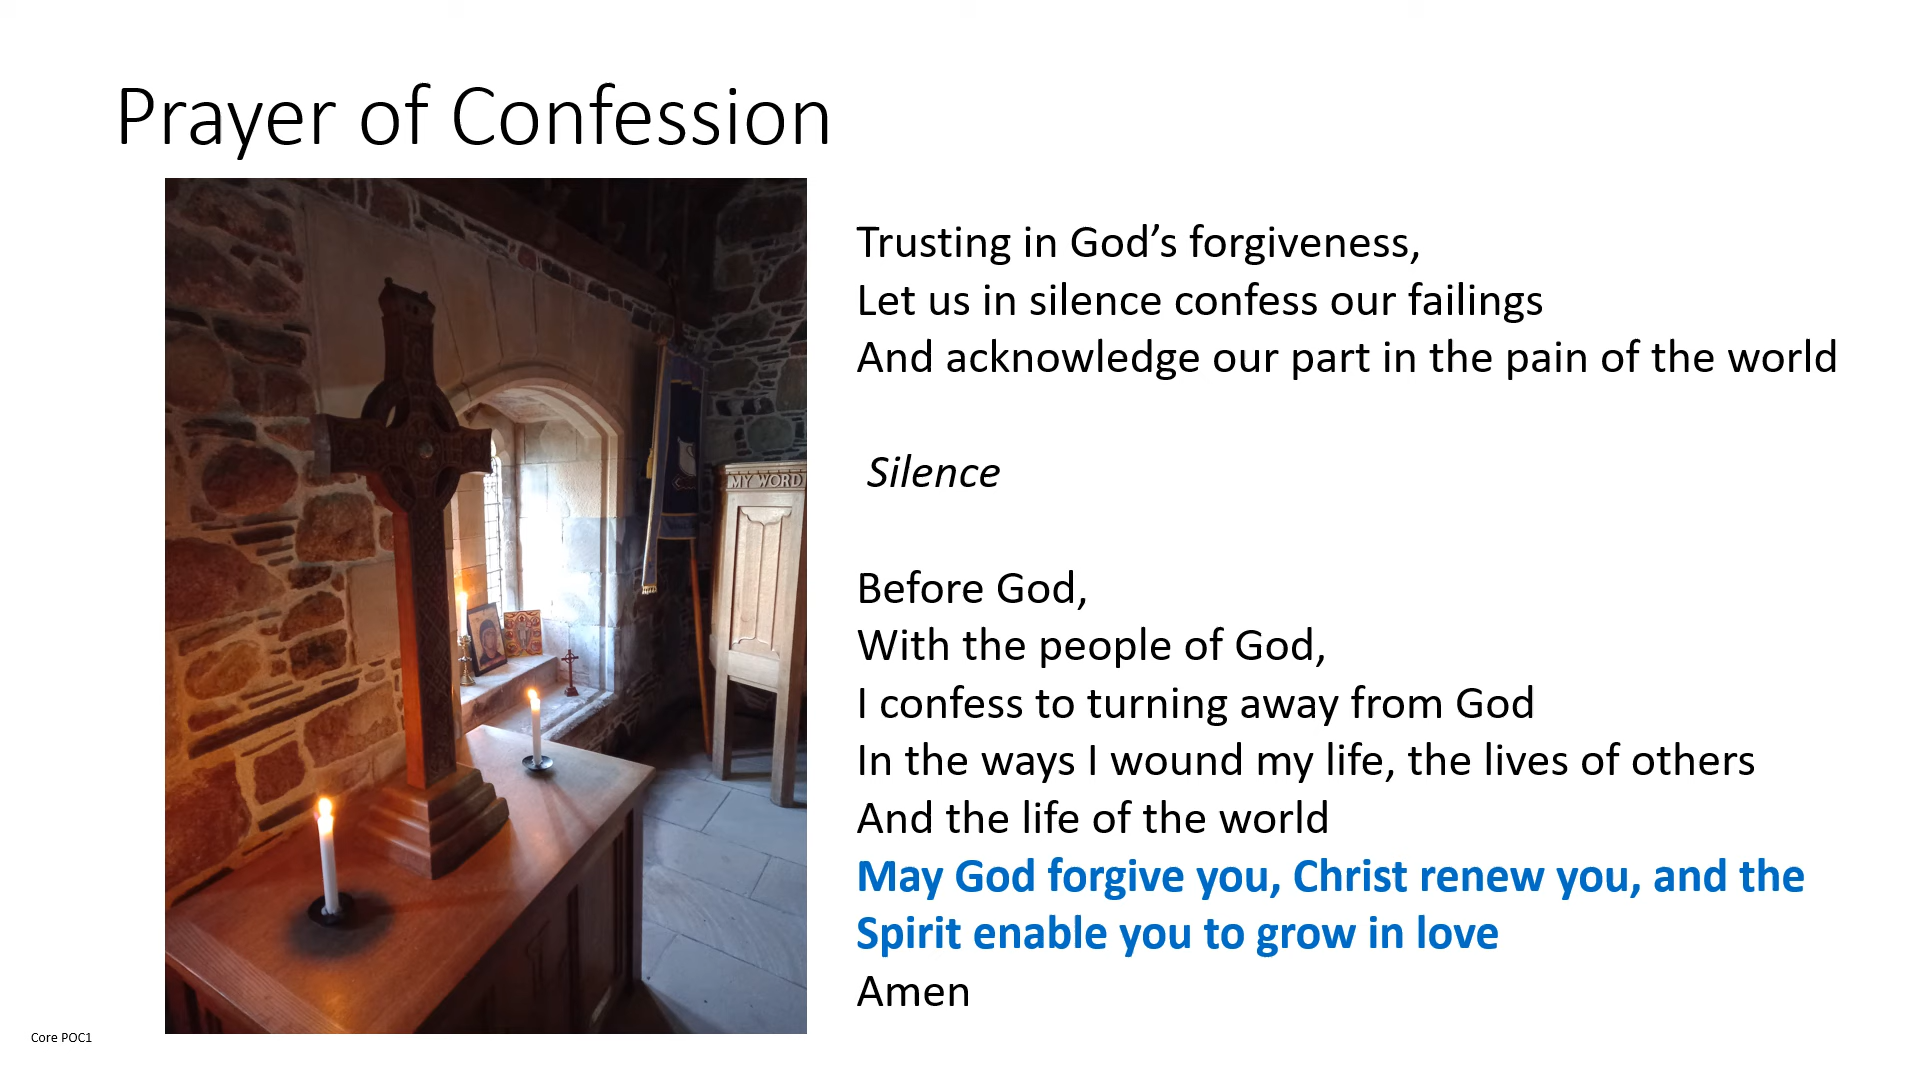 Prayer of Confession
Trusting in God’s forgiveness,
Let us in silence confess our failings
And acknowledge our part in the pain of the world
Silence
Before God,
With the people of God,
I confess to turning away from God
In the ways I wound my life, the lives of others
And the life of the world
May God forgive you, Christ renew you, and the
Spirit enable you to grow in love
Amen
MY WORD
Core POC1